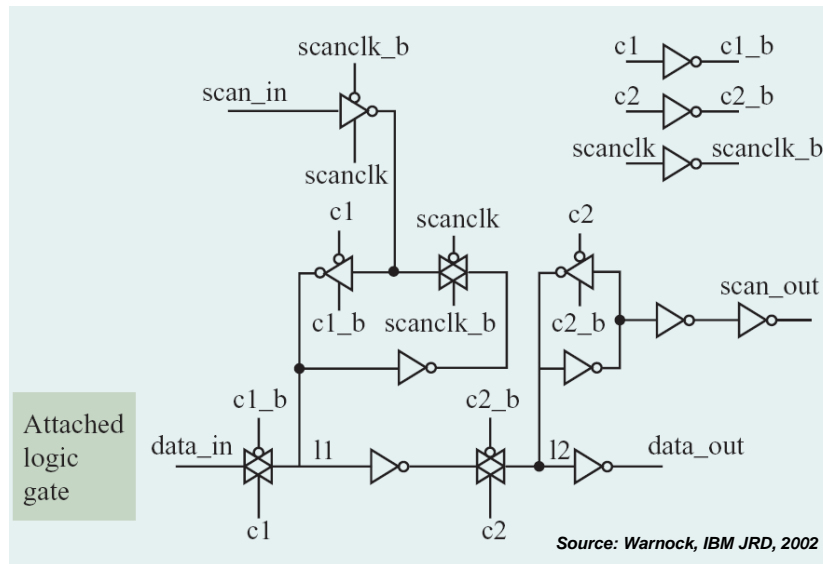 scanclk_b
scan_in
scanclk
c1 c1_b
c2 c2_b
scanclk scanclk_b
c1
scanclk
c2
c1_b
scanclk_b
c2_b
scan_out
Attached
logic
gate
c1_b
c2_b
data_in
l1
l2
data_out
c1
c2
Source: Warnock, IBM JRD, 2002